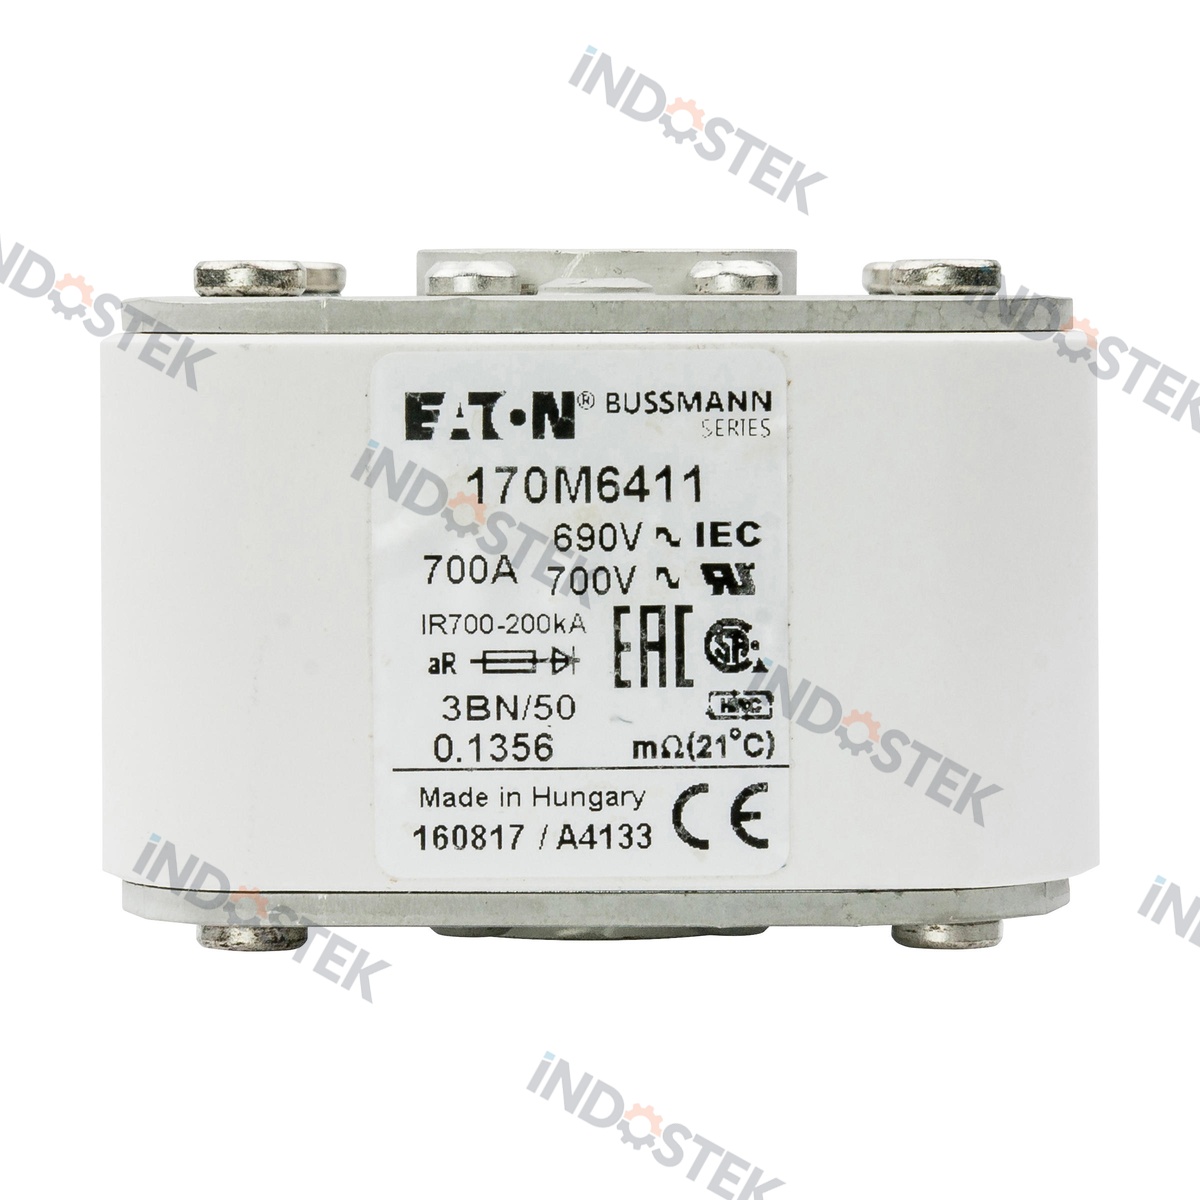 iNDOSTEK
iNDOSTEK
iNDOSTEK
EATON® BUSSMANN
SERIES
iNDOSTEK
170M6411
690V ~ IEC
700A 700V ~
IR700-200kA EAC
aR
iNDOSTEK
3BN/50
0.1356 mΩ(21°C)
Made in Hungary CE
160817 / A4133
iNDOSTEK
iND
iNDOSTEK